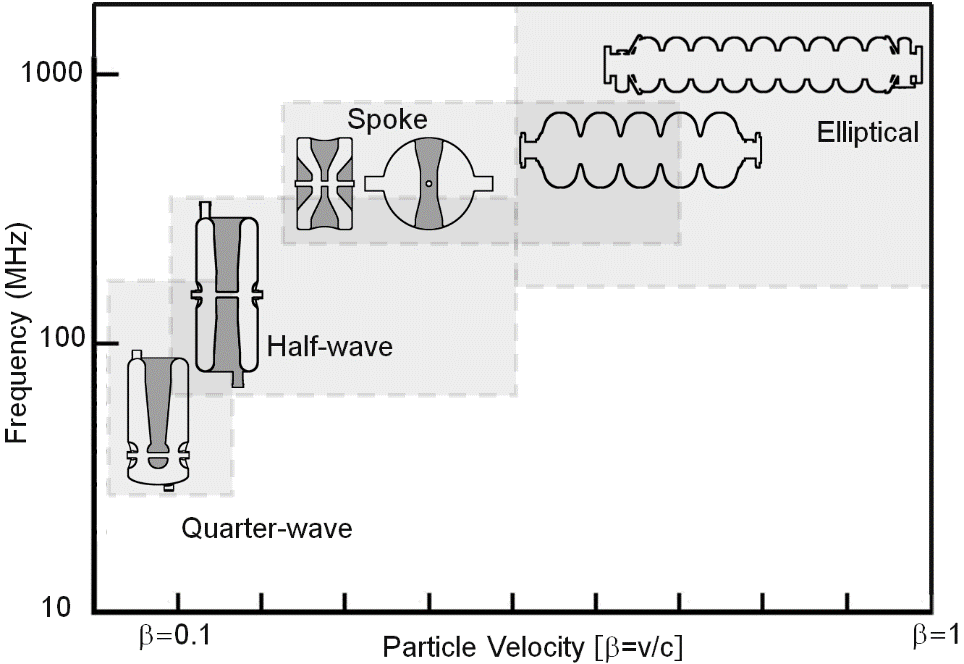 1000
Frequency (MHz)
100
10
Spoke
Elliptical
Half-wave
Quarter-wave
β=0.1
Particle Velocity [β=v/c]
β=1